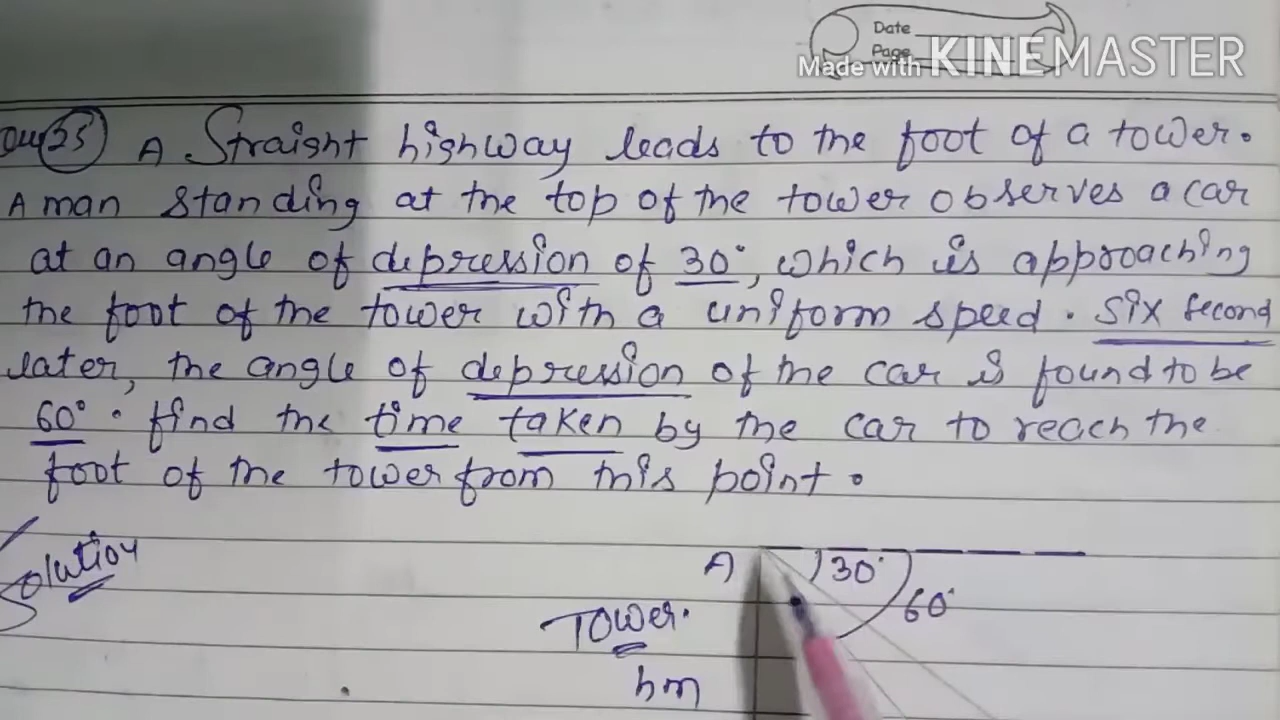 Date
Page
Made with KINEMASTER
Que 25) A Straight highway leads to the foot of a tower.
A man standing at the top of the tower observes a car
at an angle of depression of 30°, which is approaching
the foot of the tower with a uniform speed. six second
later, the angle of depression of the car is found to be
60°. find the time taken by the car to reach the
foot of the tower from this point.
Solution
A 30°
60°
Tower.
hm